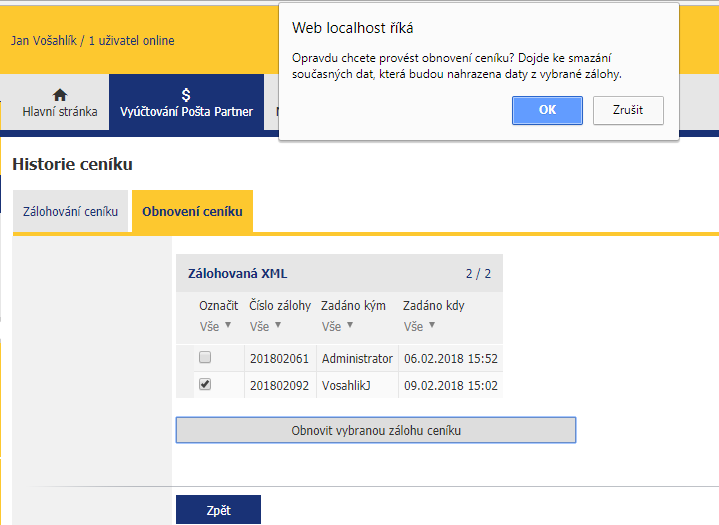 Jan Vošahlík / 1 uživatel online
Web localhost říká
Opravdu chcete provést obnovení ceníku? Dojde ke smazání
současných dat, která budou nahrazena daty z vybrané zálohy.
OK Zrušit
$
Hlavní stránka Vyúčtování Pošta Partner
Historie ceníku
Zálohování ceníku Obnovení ceníku
Zálohovaná XML 2 / 2
Označit Číslo zálohy Zadáno kým Zadáno kdy
Vše Vše Vše Vše
201802061 Administrator 06.02.2018 15:52
201802092 VosahlikJ 09.02.2018 15:02
Obnovit vybranou zálohu ceníku
Zpět